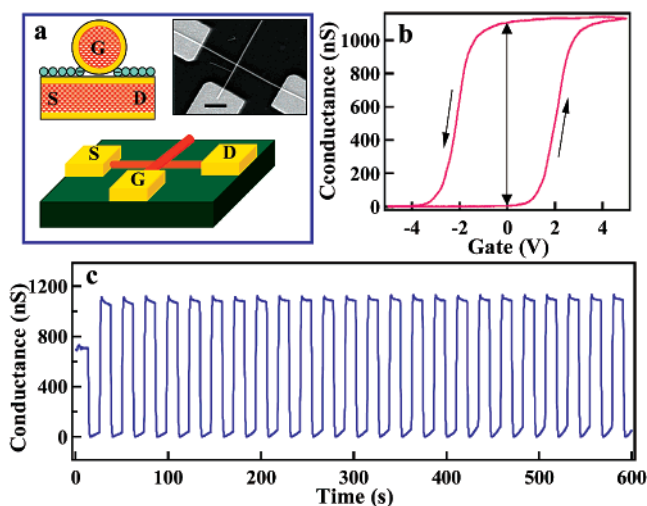 a
G
S D
S
D
G
b
Cconductance (nS)
1000
800
600
400
200
0
-4 -2 0 2 4
Gate (V)
c
Conductance (nS)
1200
800
400
0
0 100 200 300 400 500 600
Time (s)